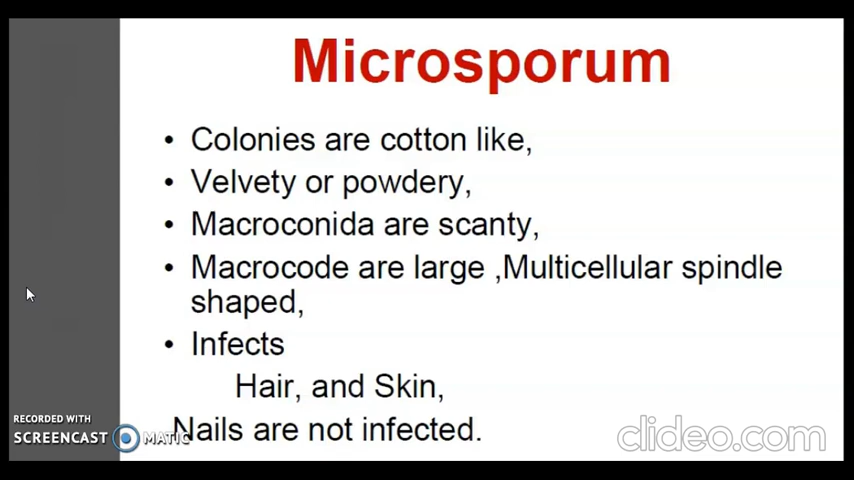 Microsporum
• Colonies are cotton like,
• Velvety or powdery,
• Macroconida are scanty,
• Macrocode are large ,Multicellular spindle
shaped,
• Infects
Hair, and Skin,
Nails are not infected.
RECORDED WITH
SCREENCAST MATIC
clideo.com